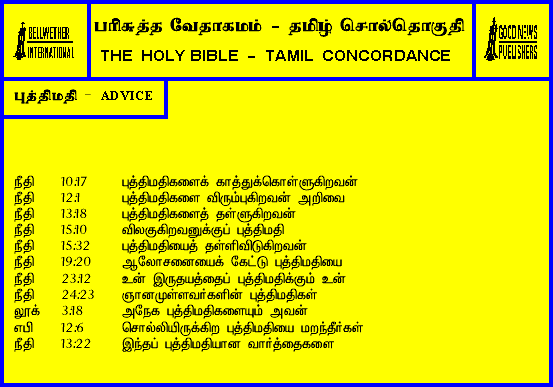 BELLWETHER
INTERNATIONAL
பரிசுத்த வேதாகமம் - தமிழ் சொல்தொகுதி
THE HOLY BIBLE - TAMIL CONCORDANCE
GOOD NEWS
PUBLISHERS
புத்திமதி - ADVICE
நீதி 10:17 புத்திமதிகளைக் காத்துக்கொள்ளுகிறவன்
நீதி 12:1 புத்திமதிகளை விரும்புகிறவன் அறிவை
நீதி 13:18 புத்திமதிகளைத் தள்ளுகிறவன்
நீதி 15:10 விலகுகிறவனுக்குப் புத்திமதி
நீதி 15:32 புத்திமதியைத் தள்ளிவிடுகிறவன்
நீதி 19:20 ஆலோசனையைக் கேட்டு புத்திமதியை
நீதி 23:12 உன் இருதயத்தைப் புத்திமதிக்கும் உன்
நீதி 24:23 ஞானமுள்ளவர்களின் புத்திமதிகள்
லூக் 3:18 அநேக புத்திமதிகளையும் அவன்
எபி 12:6 சொல்லியிருக்கிற புத்திமதியை மறந்தீர்கள்
நீதி 13:22 இந்தப் புத்திமதியான வார்த்தைகளை